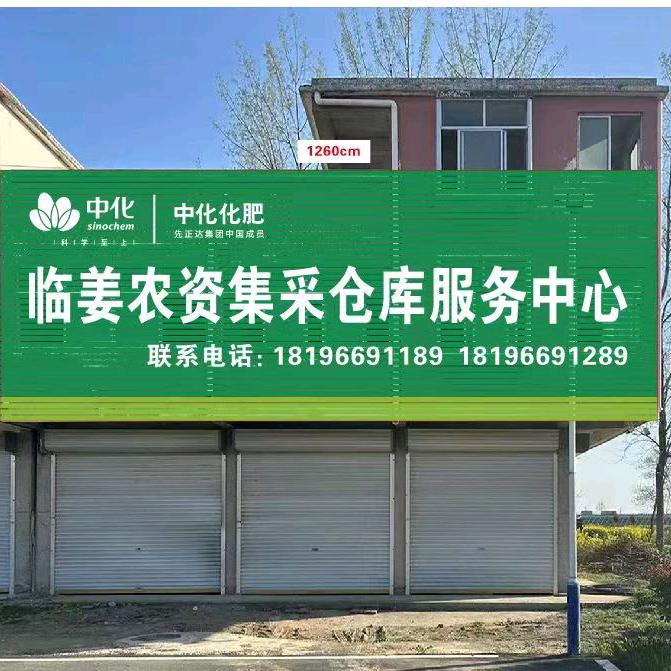 1260cm
中化
sinochem
科学至上
中化化肥
先正达集团中国成员
临姜农资集采仓库服务中心
联系电话: 18196691189 18196691289